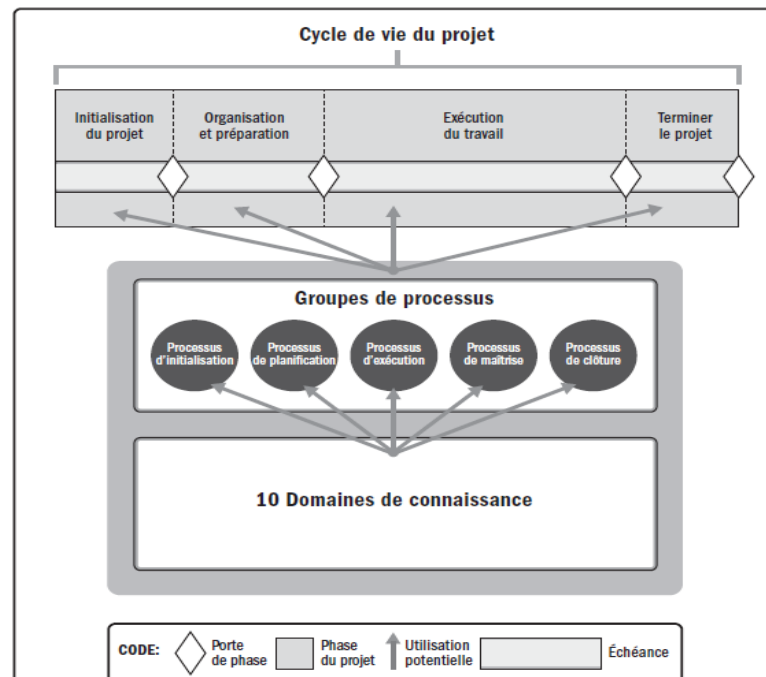 Cycle de vie du projet
Initialisation
du projet
Organisation
et préparation
Exécution
du travail
Terminer
le projet
Groupes de processus
Processus
d'initialisation
Processus
de planification
Processus
d'exécution
Processus
de maîtrise
Processus
de clôture
10 Domaines de connaissance
CODE:
Porte
de phase
Phase
du projet
Utilisation
potentielle
Échéance